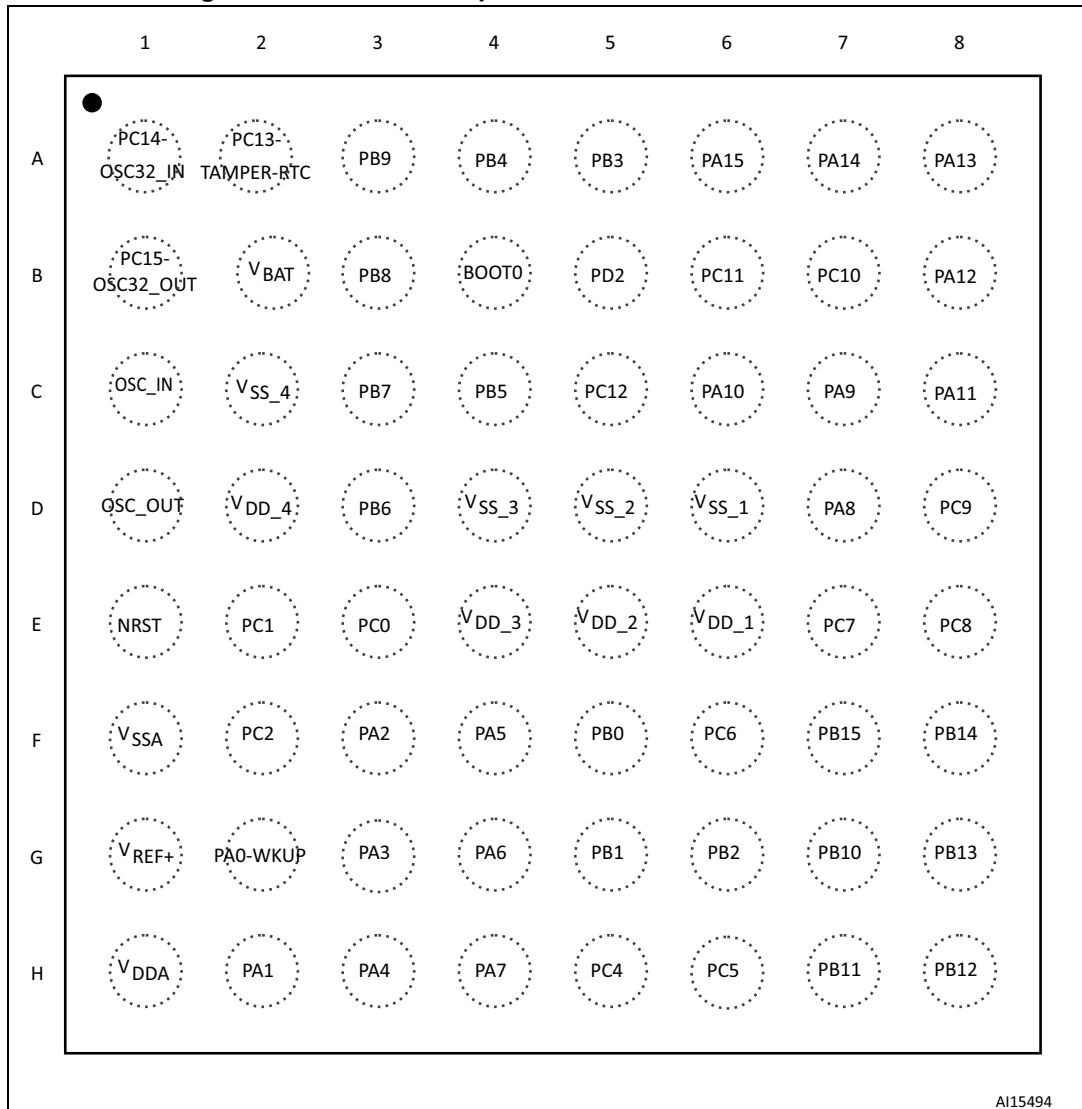 1 2 3 4 5 6 7 8
A PC14-OSC32_IN PC13-TAMPER-RTC PB9 PB4 PB3 PA15 PA14 PA13
B PC15-OSC32_OUT VBAT PB8 BOOT0 PD2 PC11 PC10 PA12
C OSC_IN VSS_4 PB7 PB5 PC12 PA10 PA9 PA11
D OSC_OUT VDD_4 PB6 VSS_3 VSS_2 VSS_1 PA8 PC9
E NRST PC1 PC0 VDD_3 VDD_2 VDD_1 PC7 PC8
F VSSA PC2 PA2 PA5 PB0 PC6 PB15 PB14
G VREF+ PA0-WKUP PA3 PA6 PB1 PB2 PB10 PB13
H VDDA PA1 PA4 PA7 PC4 PC5 PB11 PB12
AI15494